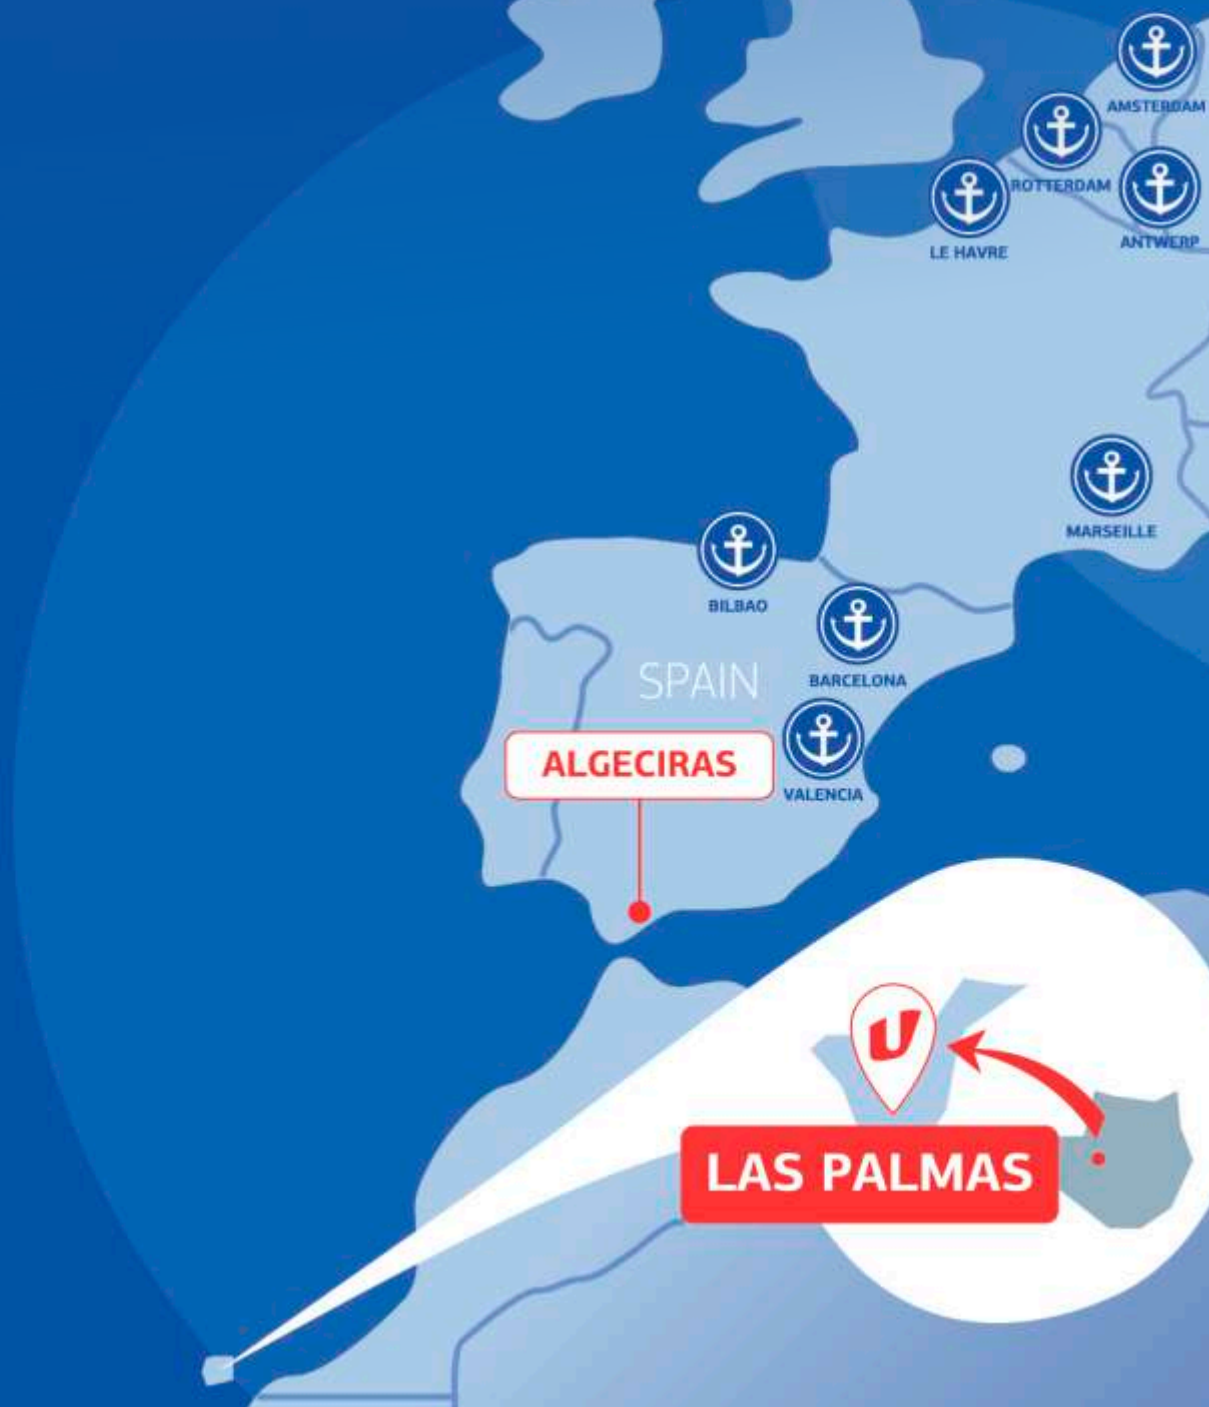 AMSTERDAM
ROTTERDAM
ANTWERP
LE HAVRE
MARSEILLE
BILBAO
BARCELONA
SPAIN
ALGECIRAS
VALENCIA
U
LAS PALMAS